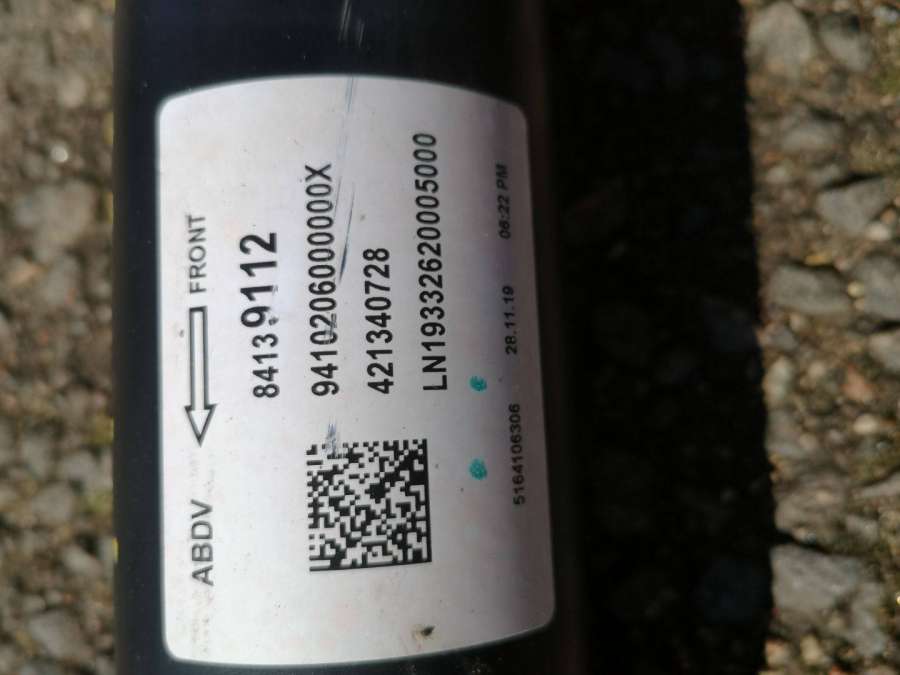 ABDV FRONT
84139112
9410206000000X
421340728
LN19332620005000
5164106306 28.11.19 06:22 PM